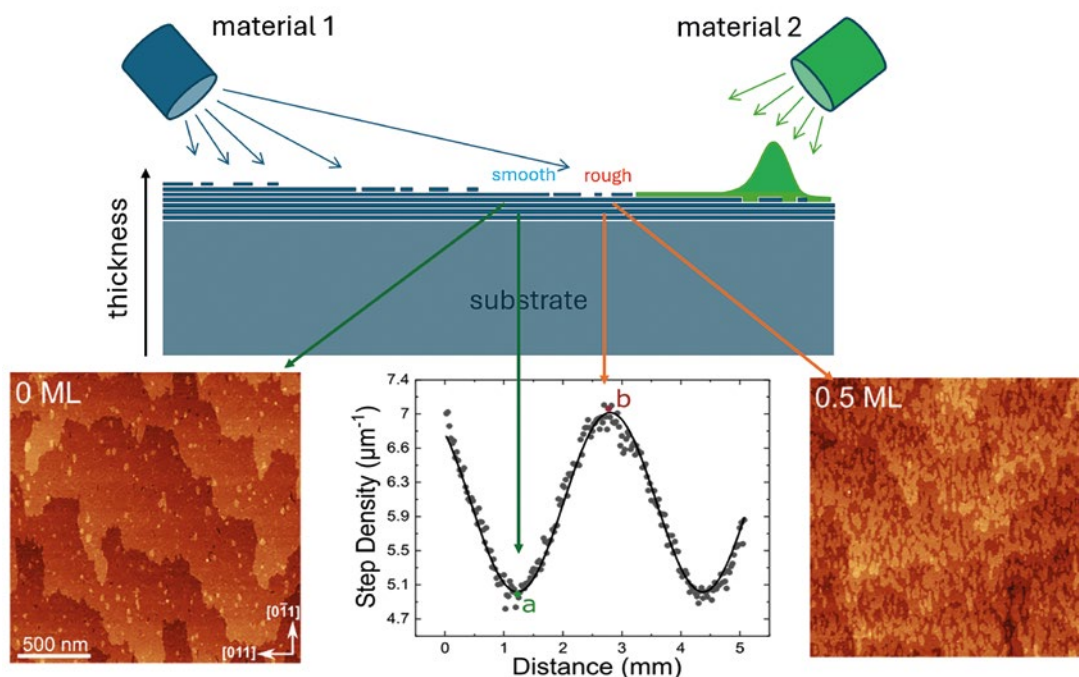 material 1
material 2
smooth
rough
thickness
substrate
0 ML
500 nm
[0-11]
[011]
7.4
7
6.6
6.3
5.9
5.5
5.1
4.7
b
a
Step Density (μm⁻¹)
0
1
2
3
4
5
Distance (mm)
0.5 ML